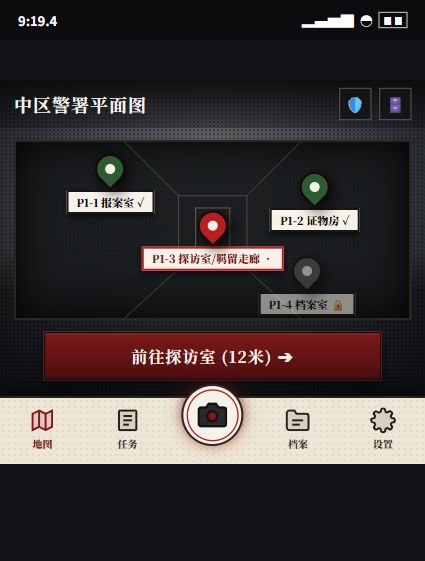 9:19.4
中区警署平面图
P1-1 报案室 ✓
P1-2 证物房 ✓
P1-3 探访室/羁留走廊 ·
P1-4 档案室
前往探访室 (12米) ➔
地图
任务
档案
设置